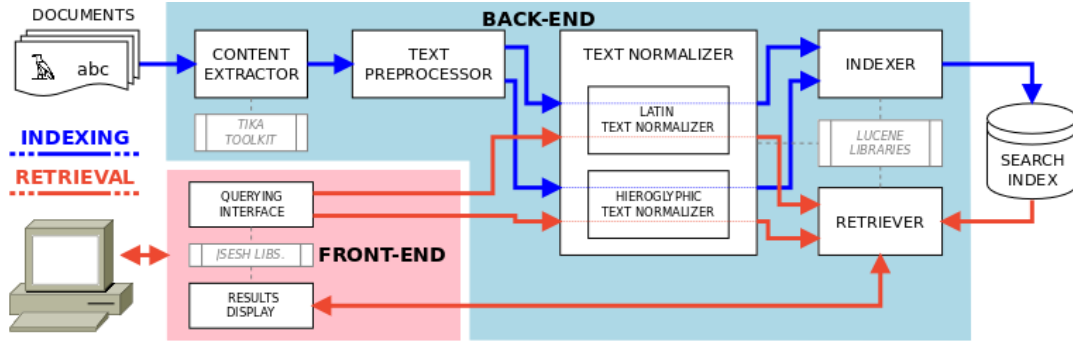 DOCUMENTS
abc
BACK-END
CONTENT
EXTRACTOR
TEXT
PREPROCESSOR
TEXT NORMALIZER
INDEXER
TIKA
TOOLKIT
LATIN
TEXT NORMALIZER
LUCENE
LIBRARIES
SEARCH
INDEX
INDEXING
RETRIEVAL
QUERYING
INTERFACE
HIEROGLYPHIC
TEXT NORMALIZER
RETRIEVER
JSESH LIBS.
FRONT-END
RESULTS
DISPLAY